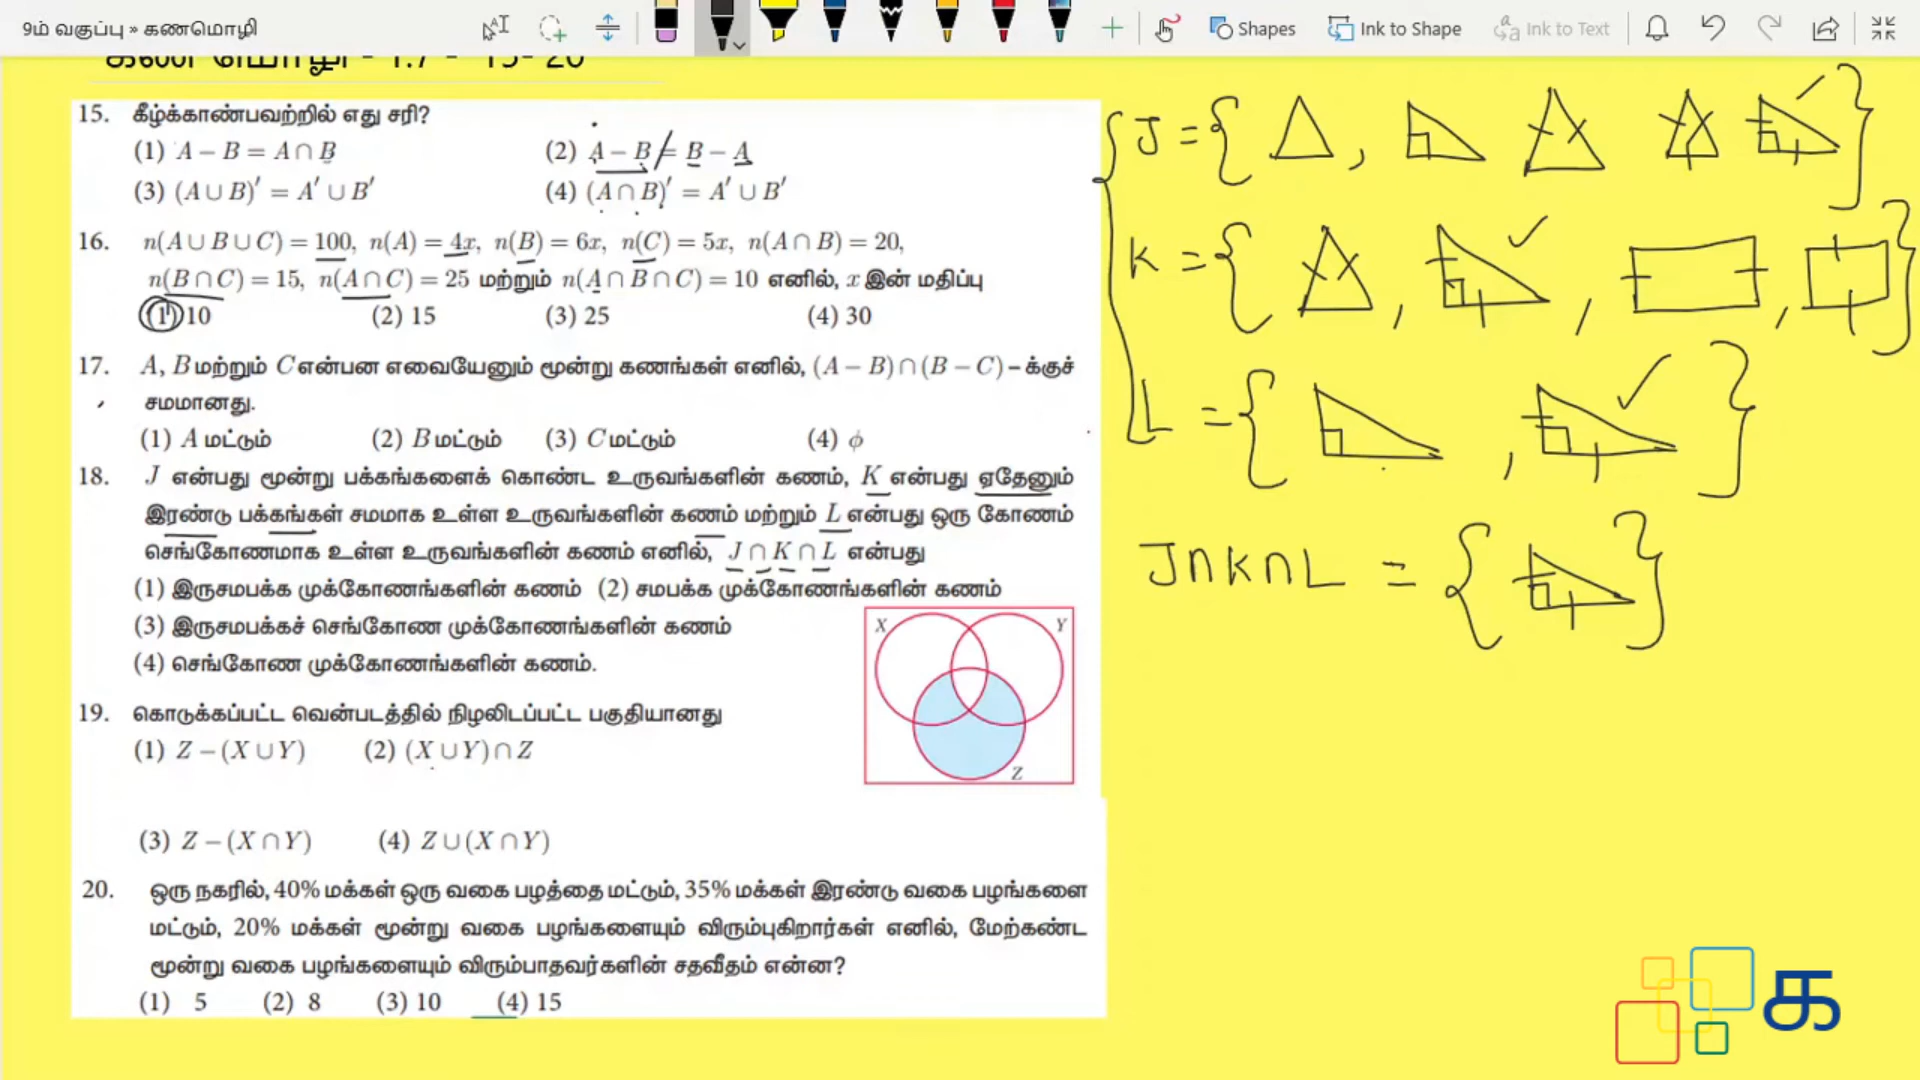 9ம் வகுப்பு » கணமொழி
Shapes
Ink to Shape
Ink to Text
கண மொழி - 1.7 - 15-20
15. கீழ்க்காண்பவற்றில் எது சரி?
(1) A − B = A ∩ B (2) A − B = B − A
(3) (A ∪ B)′ = A′ ∪ B′ (4) (A ∩ B)′ = A′ ∪ B′
16. n(A ∪ B ∪ C) = 100, n(A) = 4x, n(B) = 6x, n(C) = 5x, n(A ∩ B) = 20,
n(B ∩ C) = 15, n(A ∩ C) = 25 மற்றும் n(A ∩ B ∩ C) = 10 எனில், x இன் மதிப்பு
(1) 10 (2) 15 (3) 25 (4) 30
17. A, B மற்றும் C என்பன எவையேனும் மூன்று கணங்கள் எனில், (A − B) ∩ (B − C) – க்குச்
சமமானது.
(1) A மட்டும் (2) B மட்டும் (3) C மட்டும் (4) ϕ
18. J என்பது மூன்று பக்கங்களைக் கொண்ட உருவங்களின் கணம், K என்பது ஏதேனும்
இரண்டு பக்கங்கள் சமமாக உள்ள உருவங்களின் கணம் மற்றும் L என்பது ஒரு கோணம்
செங்கோணமாக உள்ள உருவங்களின் கணம் எனில், J ∩ K ∩ L என்பது
(1) இருசமபக்க முக்கோணங்களின் கணம் (2) சமபக்க முக்கோணங்களின் கணம்
(3) இருசமபக்கச் செங்கோண முக்கோணங்களின் கணம்
(4) செங்கோண முக்கோணங்களின் கணம்.
X Y
Z
19. கொடுக்கப்பட்ட வென்படத்தில் நிழலிடப்பட்ட பகுதியானது
(1) Z − (X ∪ Y) (2) (X ∪ Y) ∩ Z
(3) Z − (X ∩ Y) (4) Z ∪ (X ∩ Y)
20. ஒரு நகரில், 40% மக்கள் ஒரு வகை பழத்தை மட்டும், 35% மக்கள் இரண்டு வகை பழங்களை
மட்டும், 20% மக்கள் மூன்று வகை பழங்களையும் விரும்புகிறார்கள் எனில், மேற்கண்ட
மூன்று வகை பழங்களையும் விரும்பாதவர்களின் சதவீதம் என்ன?
(1) 5 (2) 8 (3) 10 (4) 15
J = {
K = {
L = {
J∩K∩L = { }
க